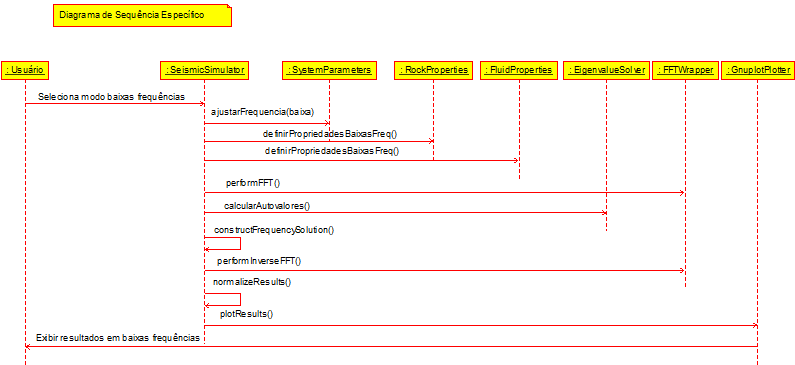 Diagrama de Sequência Específico
: Usuário
: SeismicSimulator
: SystemParameters
: RockProperties
: FluidProperties
: EigenvalueSolver
: FFTWrapper
: GnuplotPlotter
Seleciona modo baixas frequências
ajustarFrequencia(baixa)
definirPropriedadesBaixasFreq()
definirPropriedadesBaixasFreq()
performFFT()
calcularAutovalores()
constructFrequencySolution()
performInverseFFT()
normalizeResults()
plotResults()
Exibir resultados em baixas frequências